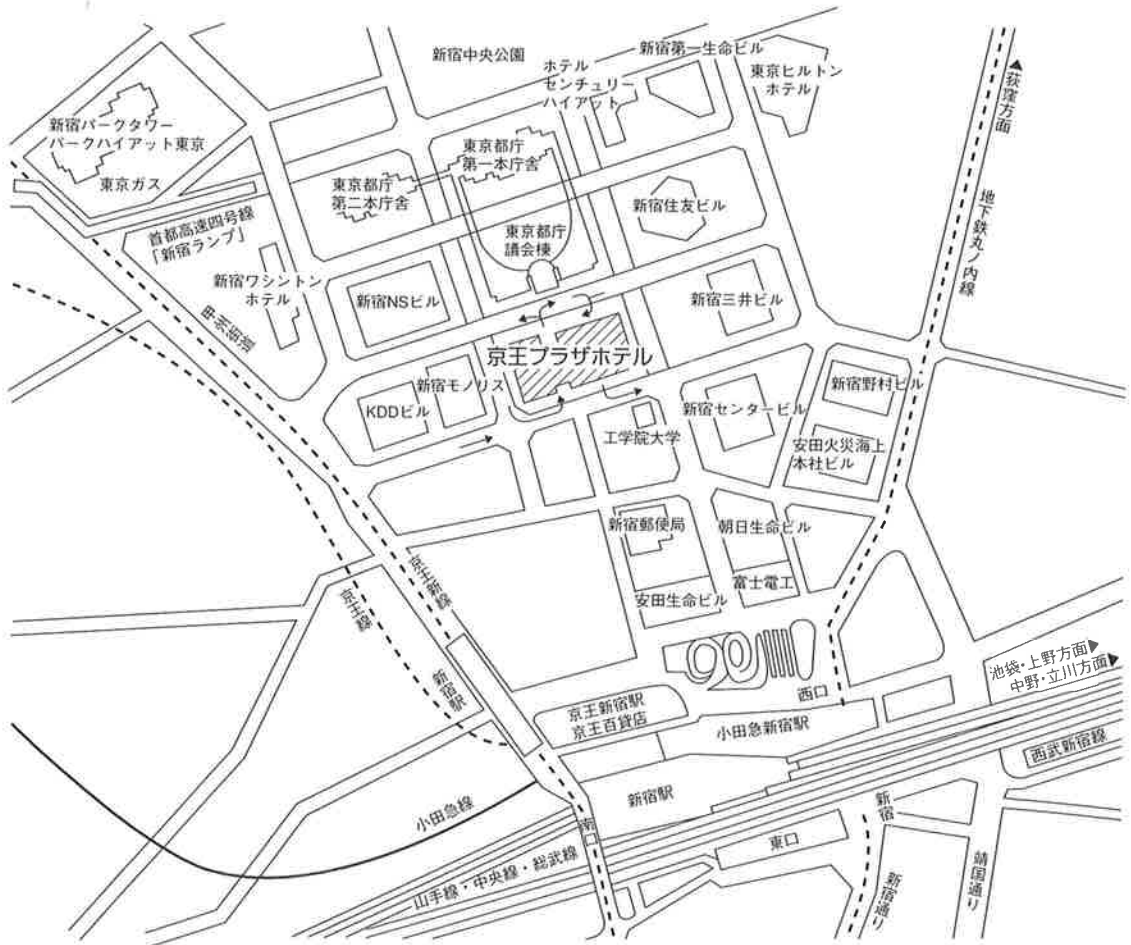 新宿中央公園
新宿第一生命ビル
ホテル
センチュリー
ハイアット
東京ヒルトン
ホテル
▲荻窪方面
新宿パークタワー
パークハイアット東京
東京ガス
東京都庁
第一本庁舎
東京都庁
第二本庁舎
東京都庁
議会棟
新宿住友ビル
地下鉄丸ノ内線
首都高速四号線
「新宿ランプ」
新宿ワシントン
ホテル
新宿NSビル
新宿三井ビル
甲州街道
京王プラザホテル
新宿モノリス
KDDビル
新宿センタービル
新宿野村ビル
工学院大学
安田火災海上
本社ビル
新宿郵便局
朝日生命ビル
京王新線
京王線
富士電工
安田生命ビル
池袋・上野方面▶
中野・立川方面▶
新宿駅
西口
京王新宿駅
京王百貨店
小田急新宿駅
西武新宿線
新宿駅
小田急線
新宿
南口
東口
山手線・中央線・総武線
新宿通り
靖国通り